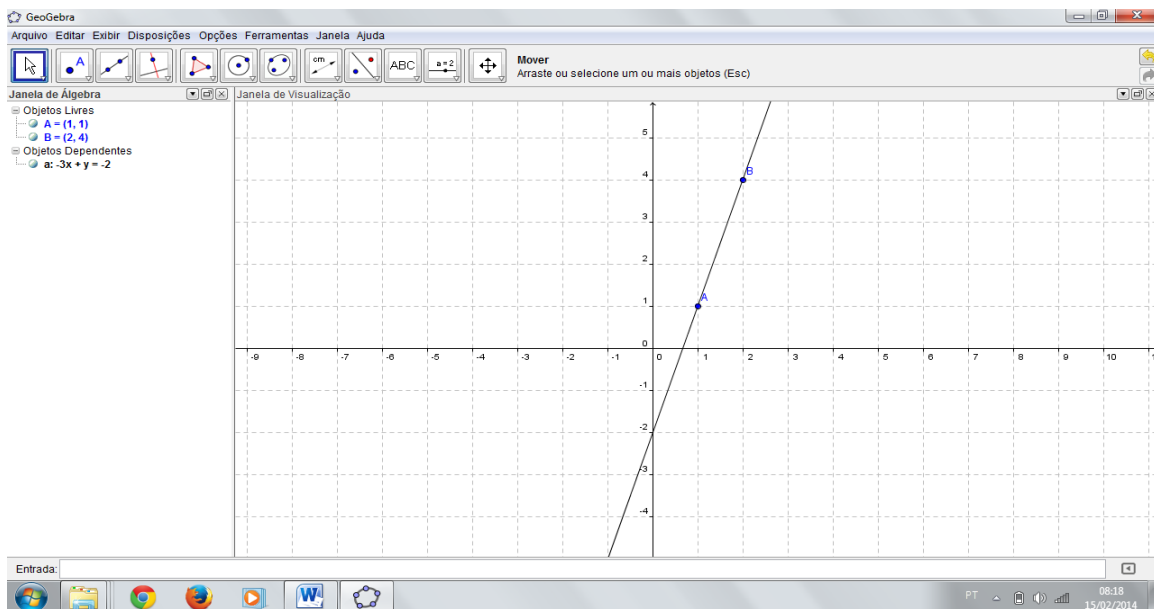 GeoGebra
Arquivo Editar Exibir Disposições Opções Ferramentas Janela Ajuda
A
cm
ABC
a=2
Mover
Arraste ou selecione um ou mais objetos (Esc)
Janela de Álgebra
Objetos Livres
A = (1, 1)
B = (2, 4)
Objetos Dependentes
a: -3x + y = -2
Janela de Visualização
5
4
3
2
1
0
-1
-2
-3
-4
-9 -8 -7 -6 -5 -4 -3 -2 -1 0 1 2 3 4 5 6 7 8 9 10
B
A
Entrada:
W
PT
08:18
15/02/2014